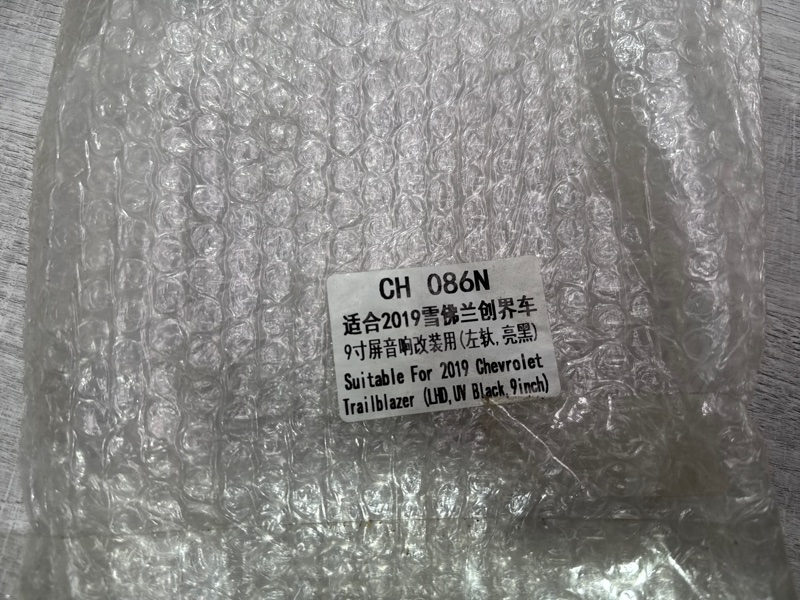 CH 086N
适合2019雪佛兰创界车
9寸屏音响改装用(左轨,亮黑)
Suitable For 2019 Chevrolet
Trailblazer (LHD,UV Black,9inch)